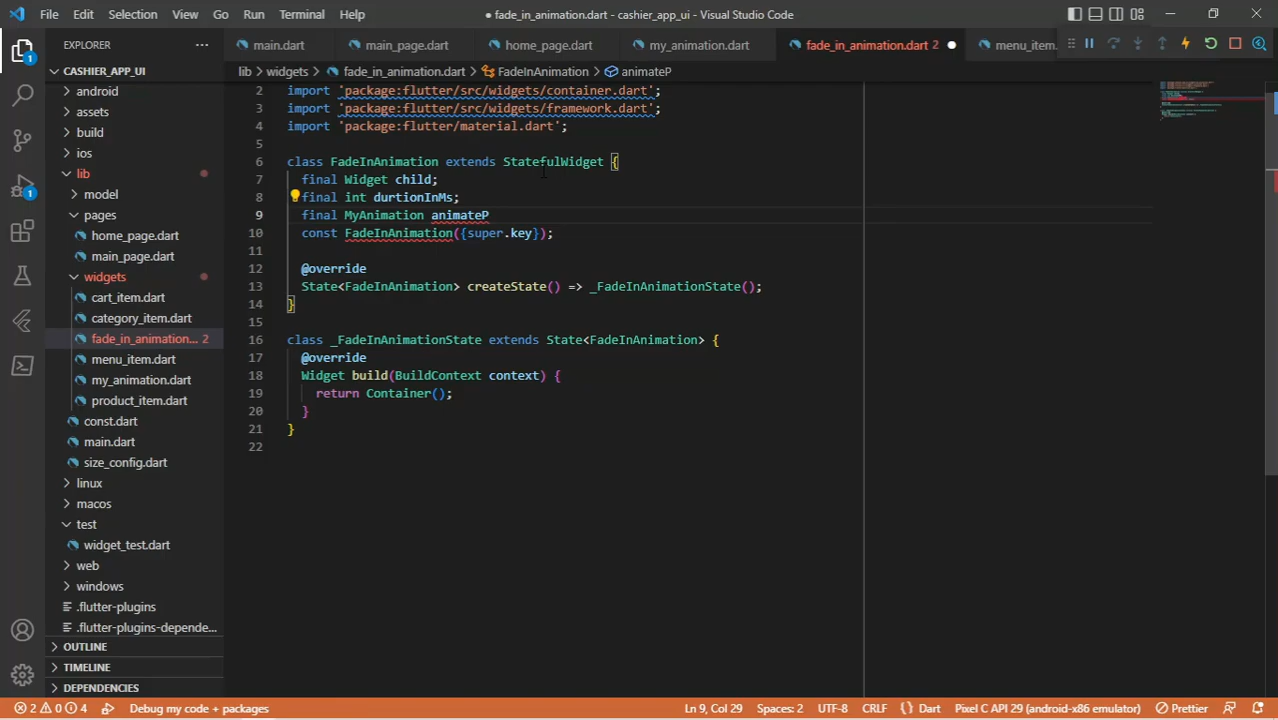 File Edit Selection View Go Run Terminal Help
● fade_in_animation.dart - cashier_app_ui - Visual Studio Code
EXPLORER
main.dart main_page.dart home_page.dart my_animation.dart fade_in_animation.dart 2 menu_item.
CASHIER_APP_UI
lib > widgets > fade_in_animation.dart > FadeInAnimation > animateP
android
assets
build
ios
lib
model
pages
home_page.dart
main_page.dart
widgets
cart_item.dart
category_item.dart
fade_in_animation... 2
menu_item.dart
my_animation.dart
product_item.dart
const.dart
main.dart
size_config.dart
linux
macos
test
widget_test.dart
web
windows
.flutter-plugins
.flutter-plugins-depende...
OUTLINE
TIMELINE
DEPENDENCIES
1
1
2 import 'package:flutter/src/widgets/container.dart';
3 import 'package:flutter/src/widgets/framework.dart';
4 import 'package:flutter/material.dart';
5
6 class FadeInAnimation extends StatefulWidget {
7 final Widget child;
8 final int durtionInMs;
9 final MyAnimation animateP
10 const FadeInAnimation({super.key});
11
12 @override
13 State<FadeInAnimation> createState() => _FadeInAnimationState();
14 }
15
16 class _FadeInAnimationState extends State<FadeInAnimation> {
17 @override
18 Widget build(BuildContext context) {
19 return Container();
20 }
21 }
22
2 0 4 Debug my code + packages Ln 9, Col 29 Spaces: 2 UTF-8 CRLF {} Dart Pixel C API 29 (android-x86 emulator) Prettier